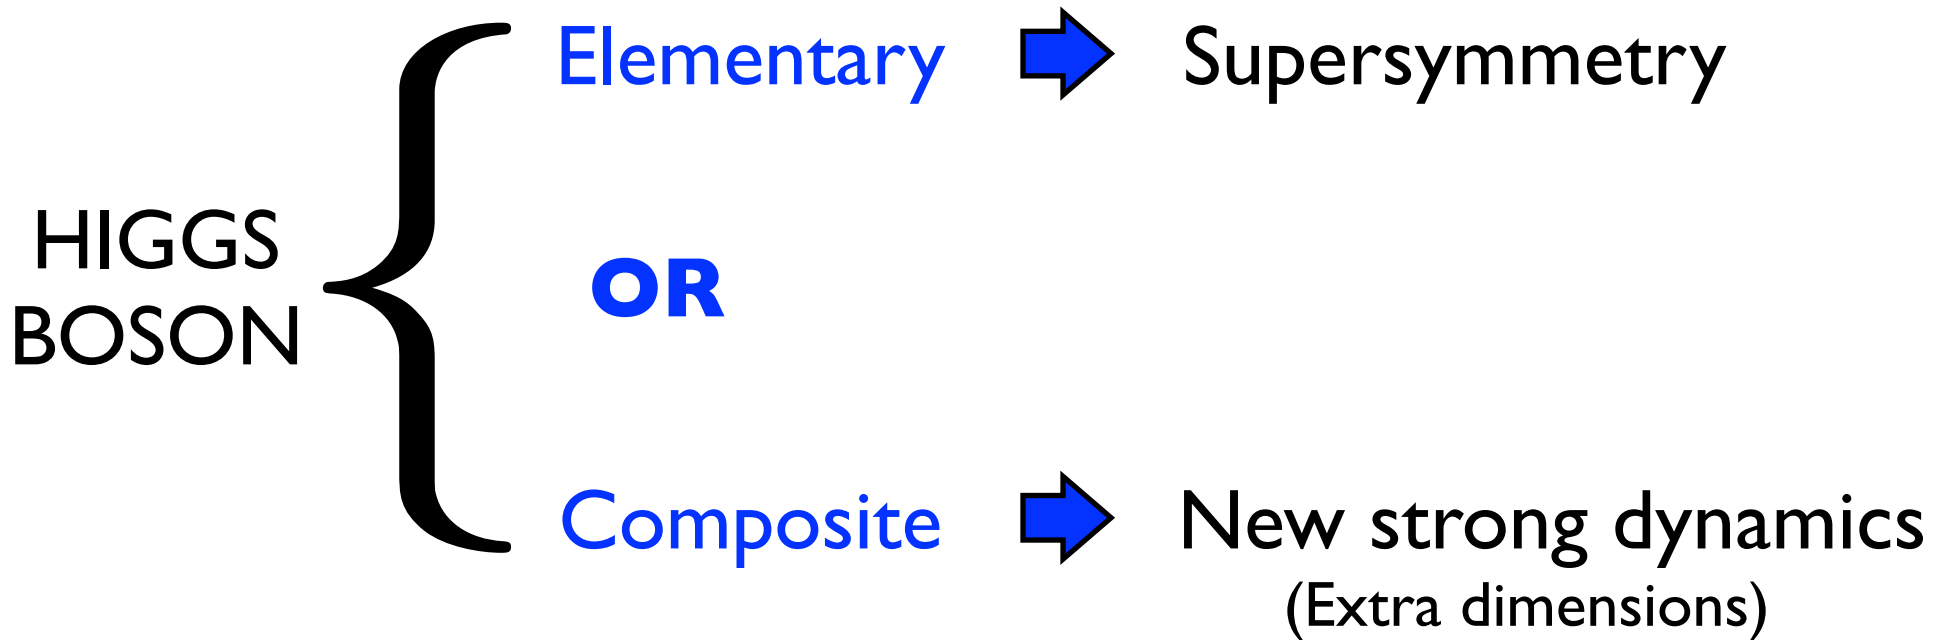 HIGGS
BOSON
Elementary
Supersymmetry
OR
Composite
New strong dynamics
(Extra dimensions)